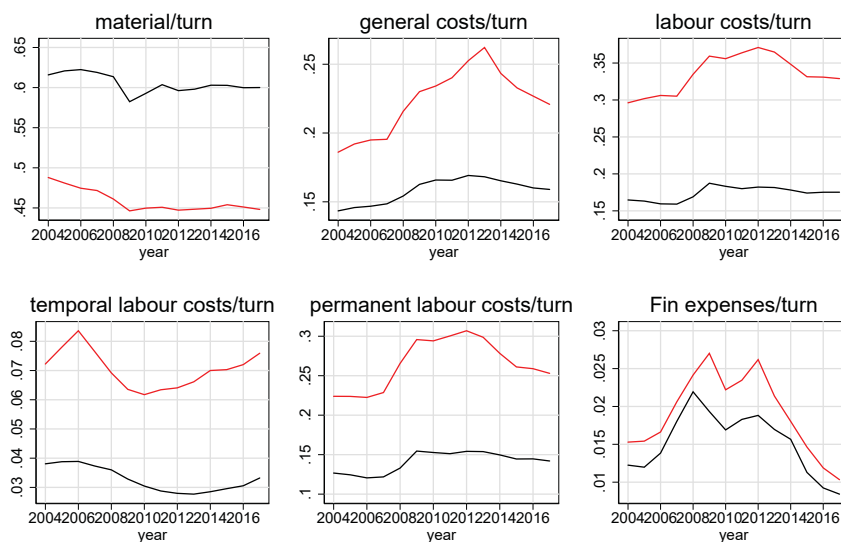 material/turn
general costs/turn
labour costs/turn
.65
.6
.55
.5
.45
2004 2006 2008 2010 2012 2014 2016
year
.25
.2
.15
2004 2006 2008 2010 2012 2014 2016
year
.35
.3
.25
.2
.15
2004 2006 2008 2010 2012 2014 2016
year
temporal labour costs/turn
permanent labour costs/turn
Fin expenses/turn
.08
.07
.06
.05
.04
.03
2004 2006 2008 2010 2012 2014 2016
year
.3
.25
.2
.15
.1
2004 2006 2008 2010 2012 2014 2016
year
.03
.025
.02
.015
.01
2004 2006 2008 2010 2012 2014 2016
year